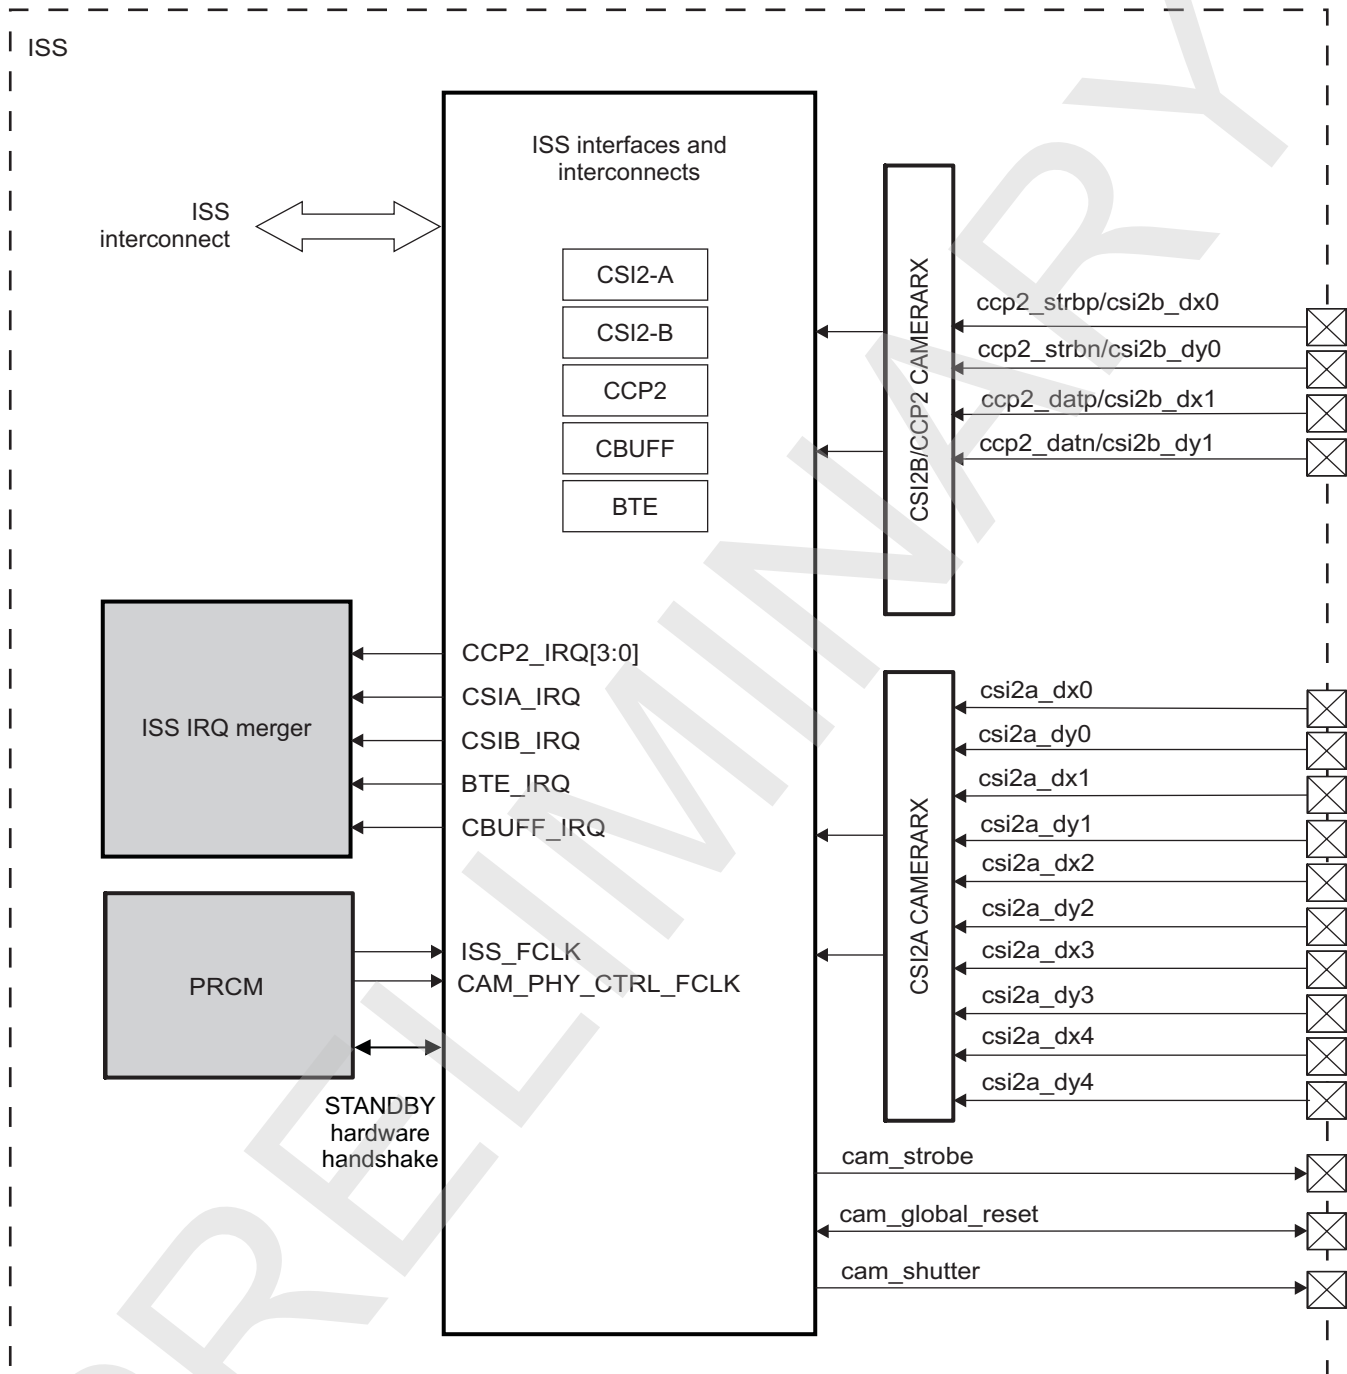 ISS
ISS interfaces and
interconnects
ISS
interconnect
CSI2-A
CSI2-B
CCP2
CBUFF
BTE
CSI2B/CCP2 CAMERARX
ccp2_strbp/csi2b_dx0
ccp2_strbn/csi2b_dy0
ccp2_datp/csi2b_dx1
ccp2_datn/csi2b_dy1
ISS IRQ merger
CCP2_IRQ[3:0]
CSIA_IRQ
CSIB_IRQ
BTE_IRQ
CBUFF_IRQ
PRCM
ISS_FCLK
CAM_PHY_CTRL_FCLK
STANDBY
hardware
handshake
CSI2A CAMERARX
csi2a_dx0
csi2a_dy0
csi2a_dx1
csi2a_dy1
csi2a_dx2
csi2a_dy2
csi2a_dx3
csi2a_dy3
csi2a_dx4
csi2a_dy4
cam_strobe
cam_global_reset
cam_shutter
PRELIMINARY